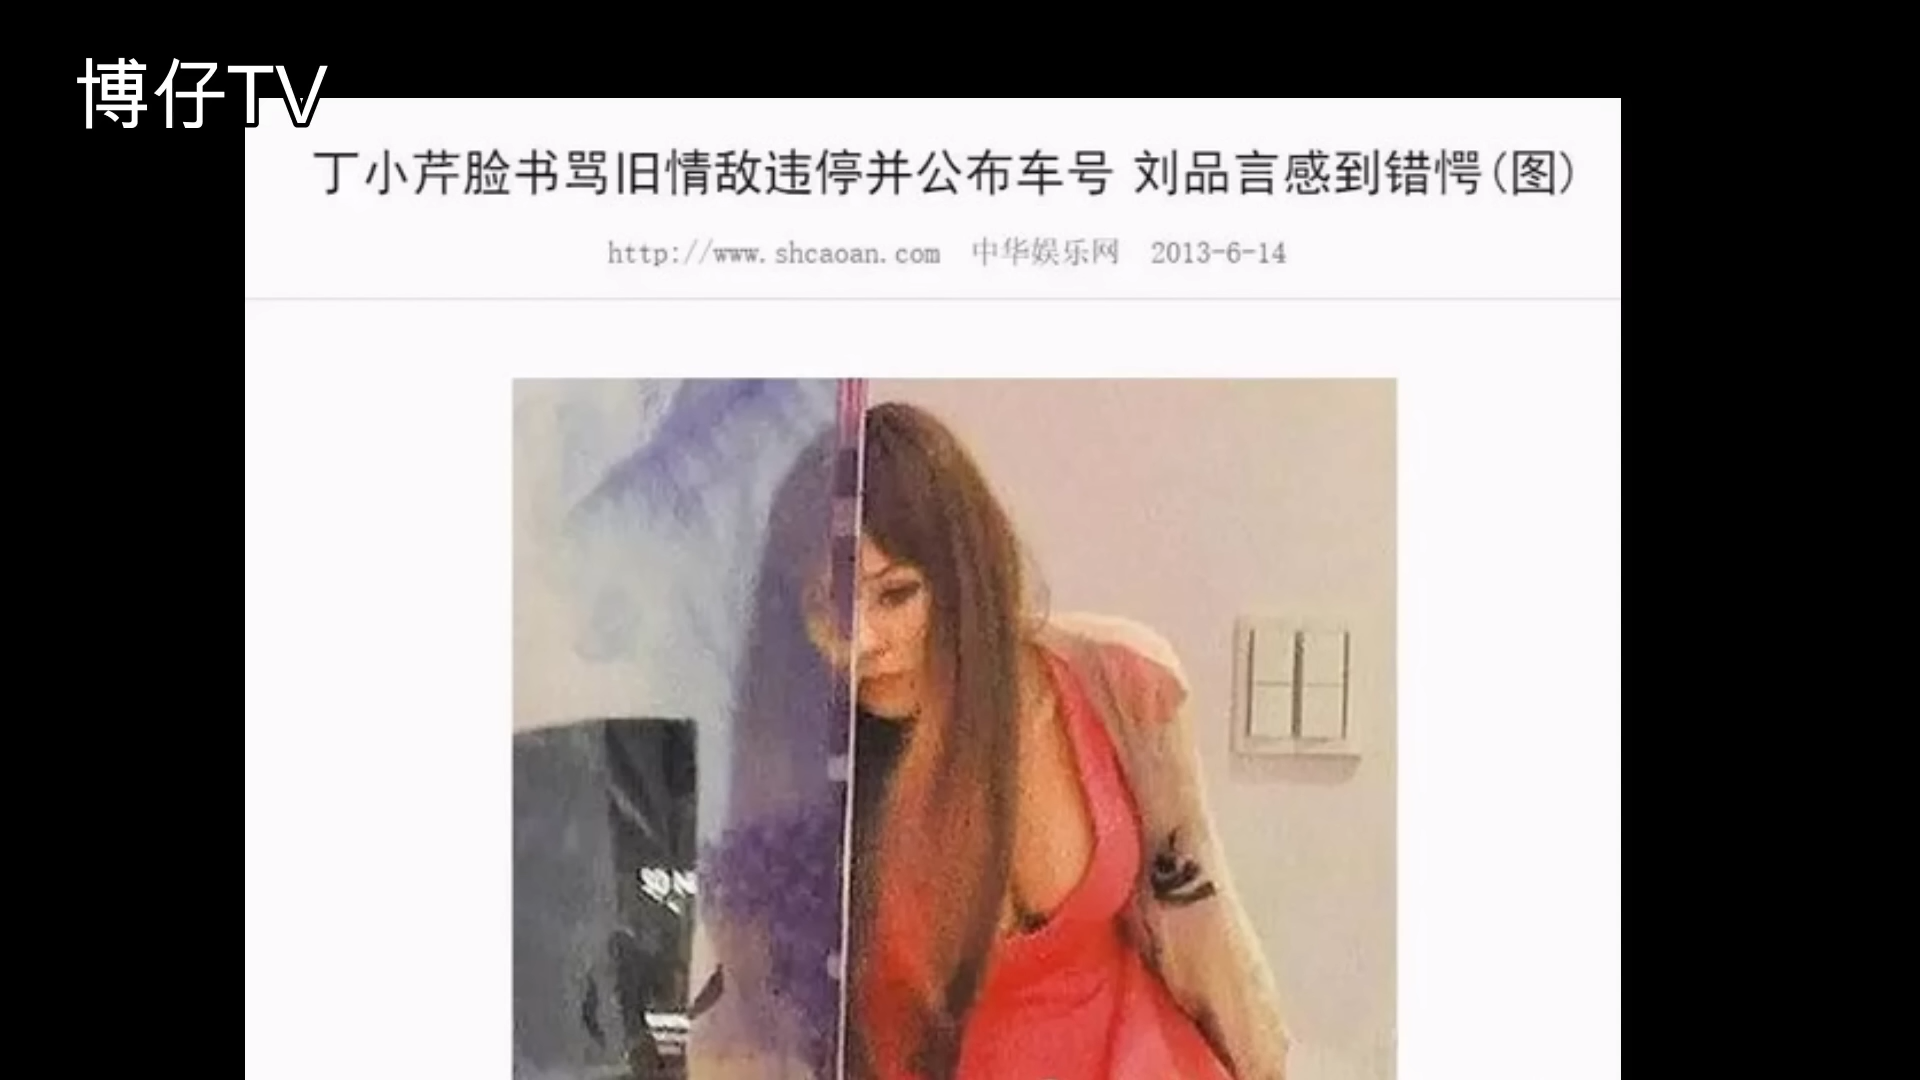 博仔TV
丁小芹脸书骂旧情敌违停并公布车号 刘品言感到错愕(图)
http://www.shcaoan.com 中华娱乐网 2013-6-14